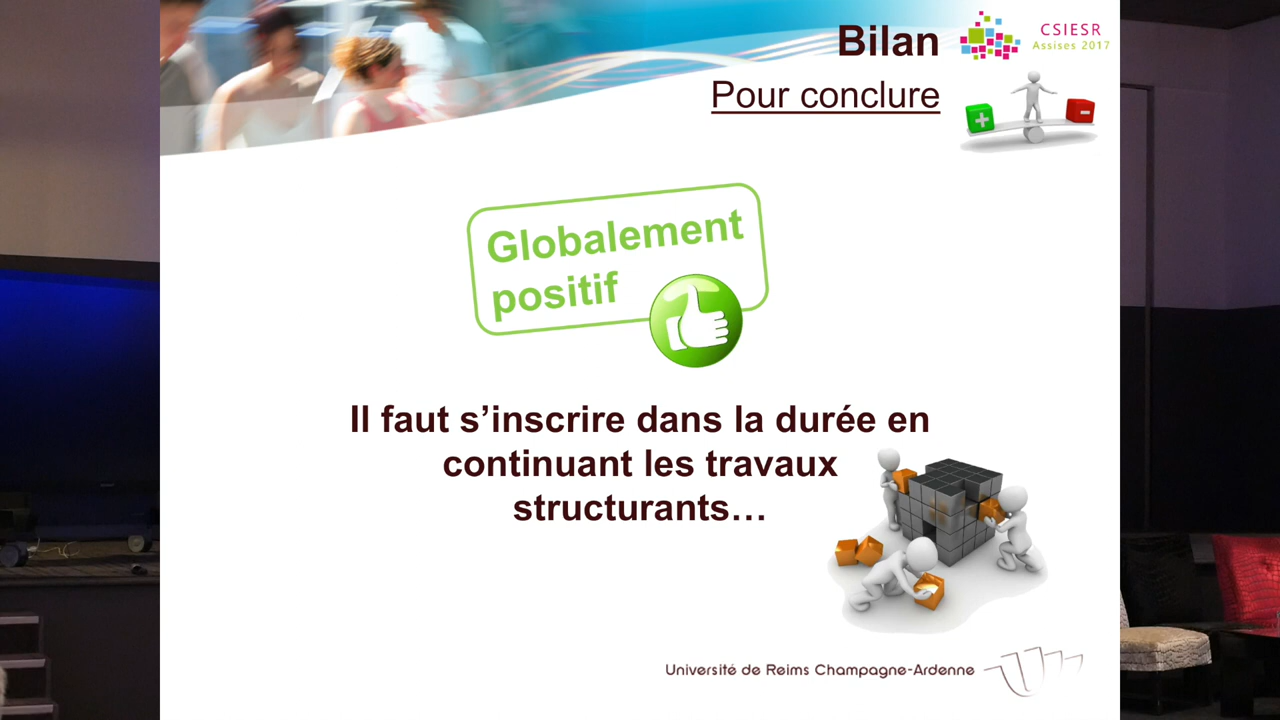 Bilan
Pour conclure
CSIESR
Assises 2017
Globalement
positif
Il faut s’inscrire dans la durée en
continuant les travaux
structurants…
Université de Reims Champagne-Ardenne